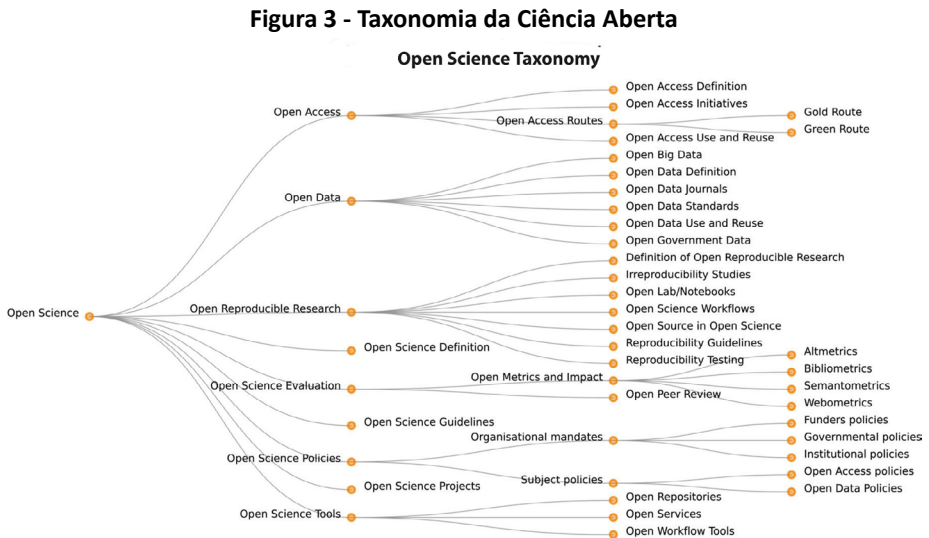 Figura 3 - Taxonomia da Ciência Aberta
Open Science Taxonomy
Open Science
Open Access
Open Access Definition
Open Access Initiatives
Open Access Routes
Gold Route
Green Route
Open Access Use and Reuse
Open Data
Open Big Data
Open Data Definition
Open Data Journals
Open Data Standards
Open Data Use and Reuse
Open Government Data
Open Reproducible Research
Definition of Open Reproducible Research
Irreproducibility Studies
Open Lab/Notebooks
Open Science Workflows
Open Source in Open Science
Reproducibility Guidelines
Reproducibility Testing
Open Science Definition
Open Science Evaluation
Open Metrics and Impact
Altmetrics
Bibliometrics
Semantometrics
Webometrics
Open Peer Review
Open Science Guidelines
Open Science Policies
Organisational mandates
Funders policies
Governmental policies
Institutional policies
Subject policies
Open Access policies
Open Data Policies
Open Science Projects
Open Science Tools
Open Repositories
Open Services
Open Workflow Tools